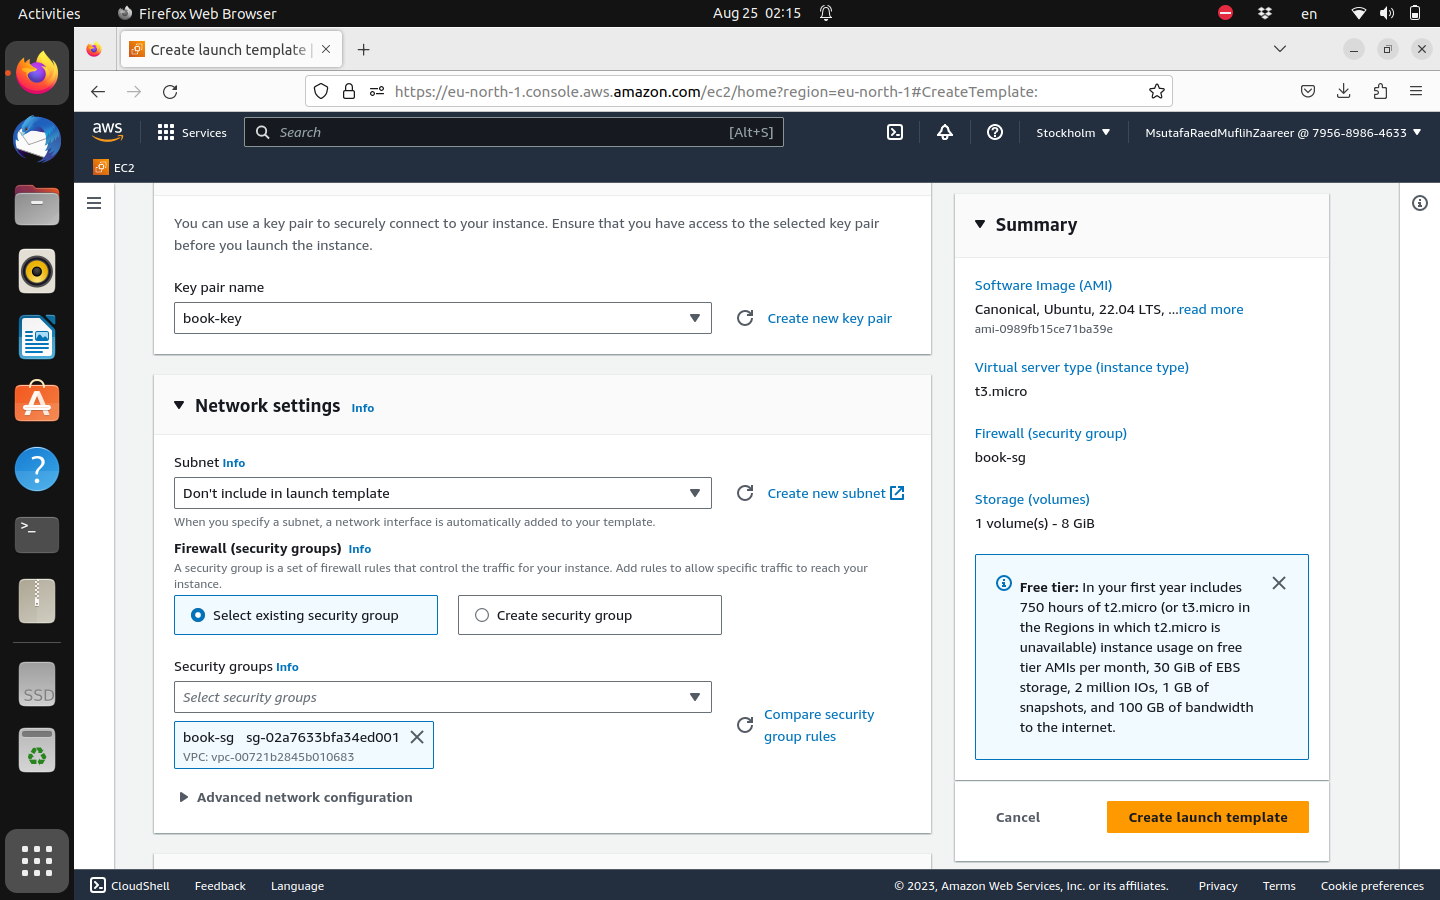 Activities
Firefox Web Browser
Aug 25 02:15
en
Create launch template |
https://eu-north-1.console.aws.amazon.com/ec2/home?region=eu-north-1#CreateTemplate:
aws
Services
Search
[Alt+S]
Stockholm
MsutafaRaedMuflihZaareer @ 7956-8986-4633
EC2
You can use a key pair to securely connect to your instance. Ensure that you have access to the selected key pair
before you launch the instance.
Key pair name
book-key
Create new key pair
Network settings Info
Subnet Info
Don't include in launch template
Create new subnet
When you specify a subnet, a network interface is automatically added to your template.
Firewall (security groups) Info
A security group is a set of firewall rules that control the traffic for your instance. Add rules to allow specific traffic to reach your
instance.
Select existing security group
Create security group
Security groups Info
Select security groups
Compare security
group rules
book-sg sg-02a7633bfa34ed001
VPC: vpc-00721b2845b010683
Advanced network configuration
Summary
Software Image (AMI)
Canonical, Ubuntu, 22.04 LTS, ...read more
ami-0989fb15ce71ba39e
Virtual server type (instance type)
t3.micro
Firewall (security group)
book-sg
Storage (volumes)
1 volume(s) - 8 GiB
Free tier: In your first year includes
750 hours of t2.micro (or t3.micro in
the Regions in which t2.micro is
unavailable) instance usage on free
tier AMIs per month, 30 GiB of EBS
storage, 2 million IOs, 1 GB of
snapshots, and 100 GB of bandwidth
to the internet.
Cancel
Create launch template
SSD
CloudShell
Feedback
Language
© 2023, Amazon Web Services, Inc. or its affiliates.
Privacy
Terms
Cookie preferences